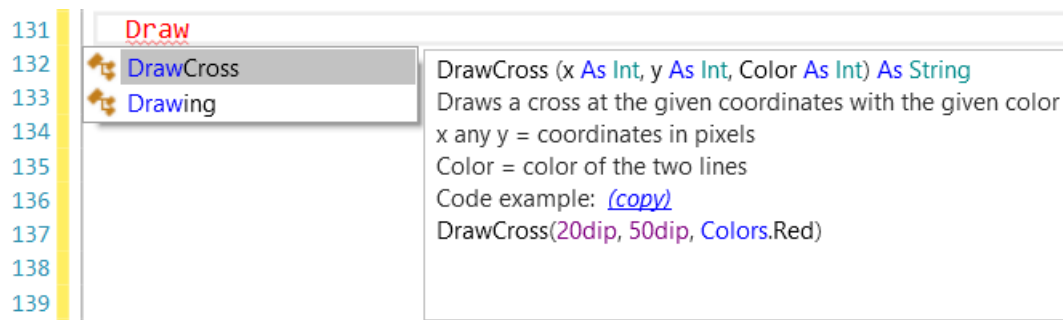 131 Draw
132 DrawCross DrawCross (x As Int, y As Int, Color As Int) As String
133 Drawing Draws a cross at the given coordinates with the given color
134 x any y = coordinates in pixels
135 Color = color of the two lines
136 Code example: (copy)
137 DrawCross(20dip, 50dip, Colors.Red)
138
139